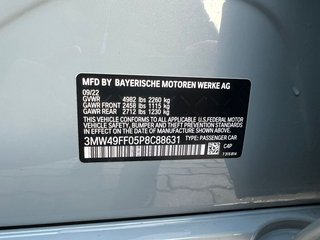 MFD BY BAYERISCHE MOTOREN WERKE AG
09/22
GVWR 4982 lbs 2260 kg
GAWR FRONT 2458 lbs 1115 kg
GAWR REAR 2712 lbs 1230 kg
THIS VEHICLE CONFORMS TO ALL APPLICABLE U.S. FEDERAL MOTOR
VEHICLE SAFETY, BUMPER, AND THEFT PREVENTION STANDARDS IN
EFFECT ON THE DATE OF MANUFACTURE SHOWN ABOVE.
3MW49FF05P8C88631 TYPE: PASSENGER CAR
C4P